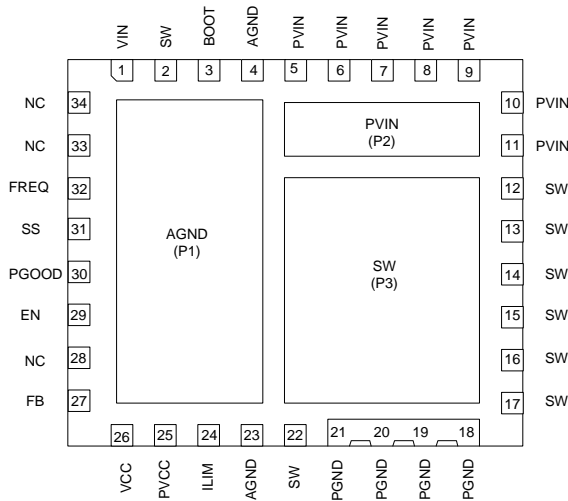 VIN SW BOOT AGND PVIN PVIN PVIN PVIN PVIN
1 2 3 4 5 6 7 8 9
NC 34 10 PVIN
PVIN
(P2)
NC 33 11 PVIN
FREQ 32 12 SW
SS 31 13 SW
AGND
(P1)
SW
(P3)
PGOOD 30 14 SW
EN 29 15 SW
NC 28 16 SW
FB 27 17 SW
26 25 24 23 22 21 20 19 18
VCC PVCC ILIM AGND SW PGND PGND PGND PGND